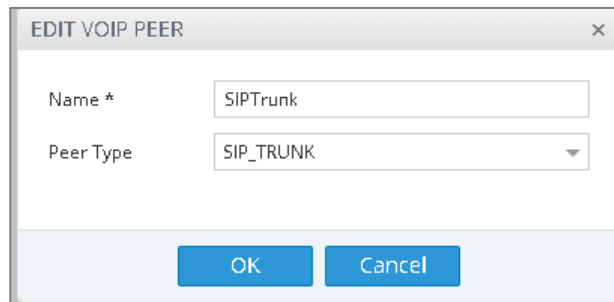 EDIT VOIP PEER
Name * SIPTrunk
Peer Type SIP_TRUNK
OK Cancel